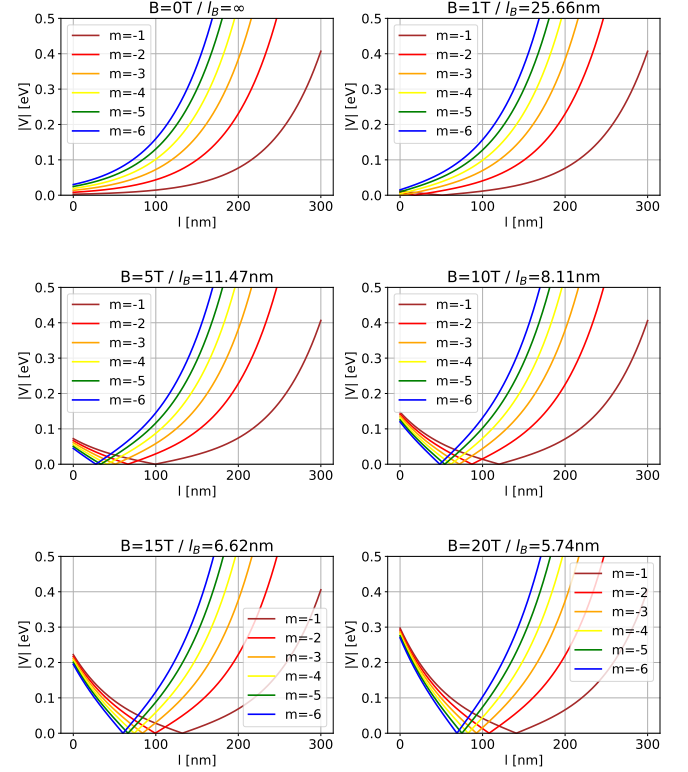 B=0T / l_B=∞
|V| [eV]
0.5
0.4
0.3
0.2
0.1
0.0
m=-1
m=-2
m=-3
m=-4
m=-5
m=-6
0 100 200 300
l [nm]
B=1T / l_B=25.66nm
|V| [eV]
0.5
0.4
0.3
0.2
0.1
0.0
m=-1
m=-2
m=-3
m=-4
m=-5
m=-6
0 100 200 300
l [nm]
B=5T / l_B=11.47nm
|V| [eV]
0.5
0.4
0.3
0.2
0.1
0.0
m=-1
m=-2
m=-3
m=-4
m=-5
m=-6
0 100 200 300
l [nm]
B=10T / l_B=8.11nm
|V| [eV]
0.5
0.4
0.3
0.2
0.1
0.0
m=-1
m=-2
m=-3
m=-4
m=-5
m=-6
0 100 200 300
l [nm]
B=15T / l_B=6.62nm
|V| [eV]
0.5
0.4
0.3
0.2
0.1
0.0
m=-1
m=-2
m=-3
m=-4
m=-5
m=-6
0 100 200 300
l [nm]
B=20T / l_B=5.74nm
|V| [eV]
0.5
0.4
0.3
0.2
0.1
0.0
m=-1
m=-2
m=-3
m=-4
m=-5
m=-6
0 100 200 300
l [nm]